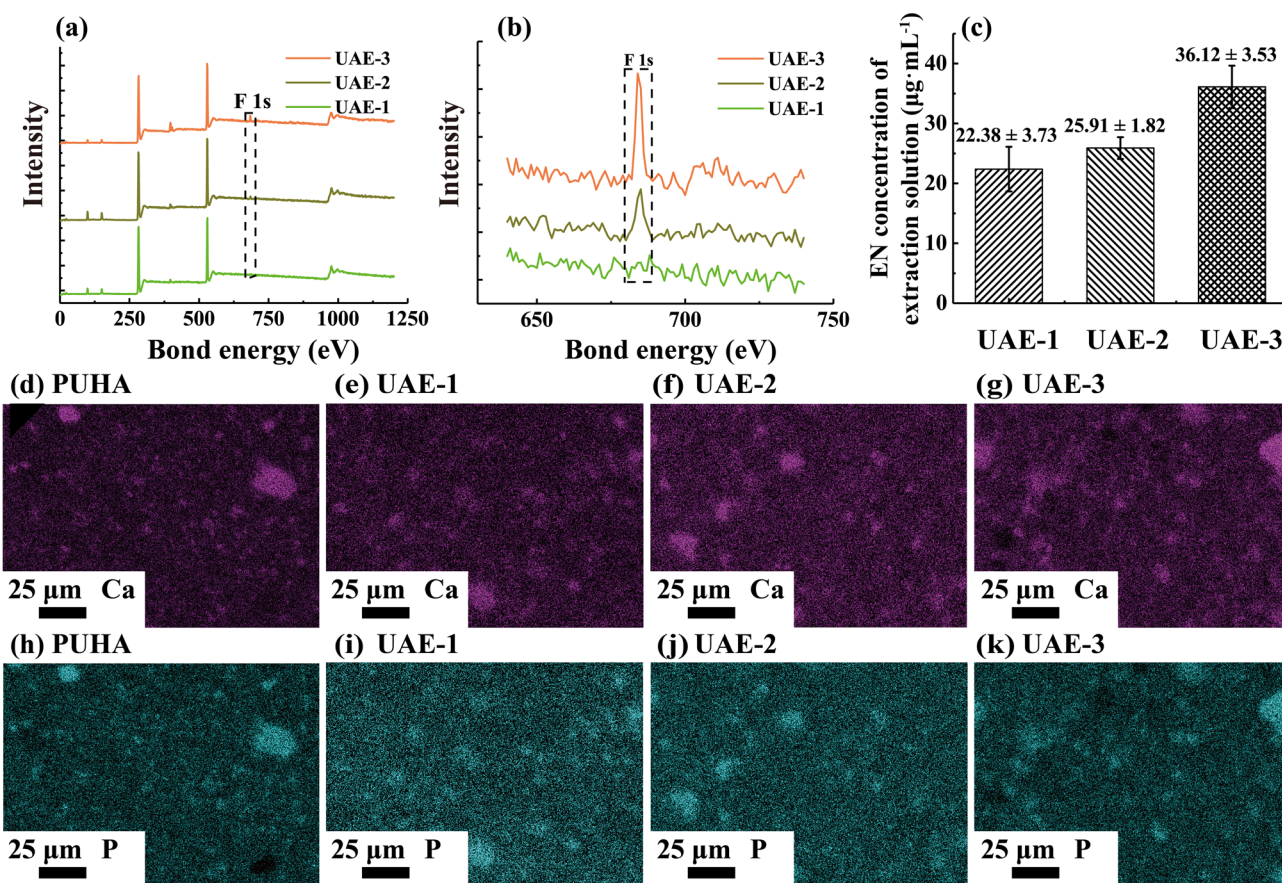 (a)
UAE-3
UAE-2
UAE-1
F 1s
Intensity
0 250 500 750 1000 1250
Bond energy (eV)
(b)
F 1s
UAE-3
UAE-2
UAE-1
Intensity
650 700 750
Bond energy (eV)
(c)
EN concentration of
extraction solution (μg·mL⁻¹)
40
30
20
10
0
22.38 ± 3.73
25.91 ± 1.82
36.12 ± 3.53
UAE-1 UAE-2 UAE-3
(d) PUHA
25 μm Ca
(e) UAE-1
25 μm Ca
(f) UAE-2
25 μm Ca
(g) UAE-3
25 μm Ca
(h) PUHA
25 μm P
(i) UAE-1
25 μm P
(j) UAE-2
25 μm P
(k) UAE-3
25 μm P